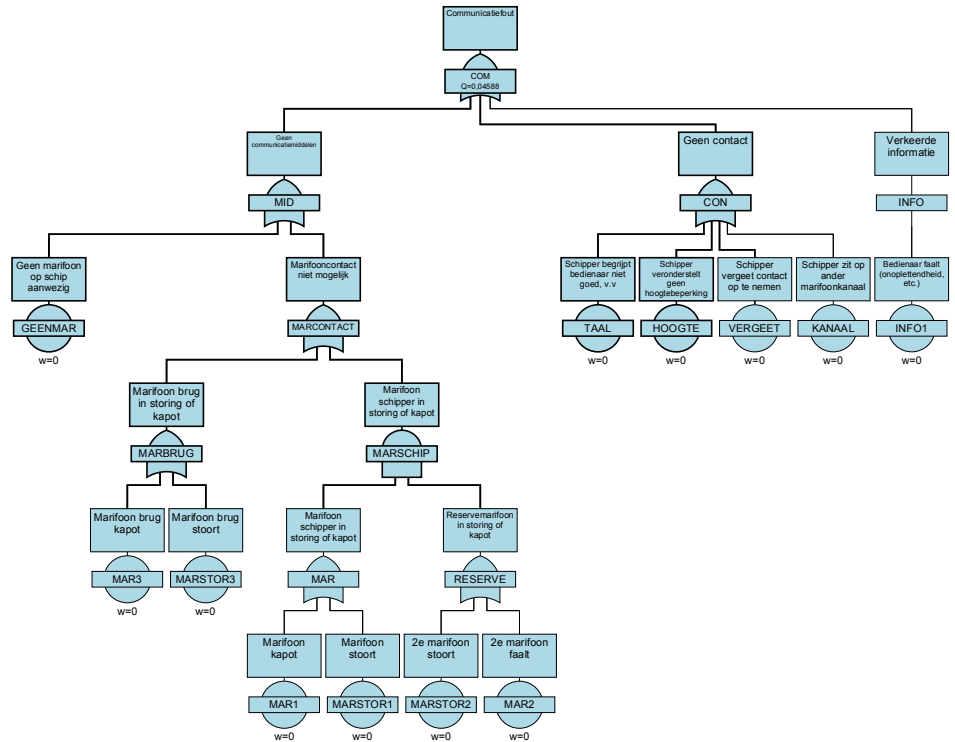 Communicatiefout
COM
Q=0,04588
Geen
communicatiemiddelen
Geen contact
Verkeerde
informatie
MID
CON
INFO
Geen marifoon
op schip
aanwezig
Marifooncontact
niet mogelijk
Schipper begrijpt
bedienaar niet
goed, v.v
Schipper
veronderstelt
geen
hoogtebeperking
Schipper
vergeet contact
op te nemen
Schipper zit op
ander
marifoonkanaal
Bedienaar faalt
(onoplettendheid,
etc.)
GEENMAR
MARCONTACT
TAAL
HOOGTE
VERGEET
KANAAL
INFO1
w=0
w=0
w=0
w=0
w=0
w=0
Marifoon brug
in storing of
kapot
Marifoon
schipper in
storing of kapot
MARBRUG
MARSCHIP
Marifoon brug
kapot
Marifoon brug
stoort
Marifoon
schipper in
storing of kapot
Reservemarifoon
in storing of
kapot
MAR3
MARSTOR3
MAR
RESERVE
w=0
w=0
Marifoon
kapot
Marifoon
stoort
2e marifoon
stoort
2e marifoon
faalt
MAR1
MARSTOR1
MARSTOR2
MAR2
w=0
w=0
w=0
w=0